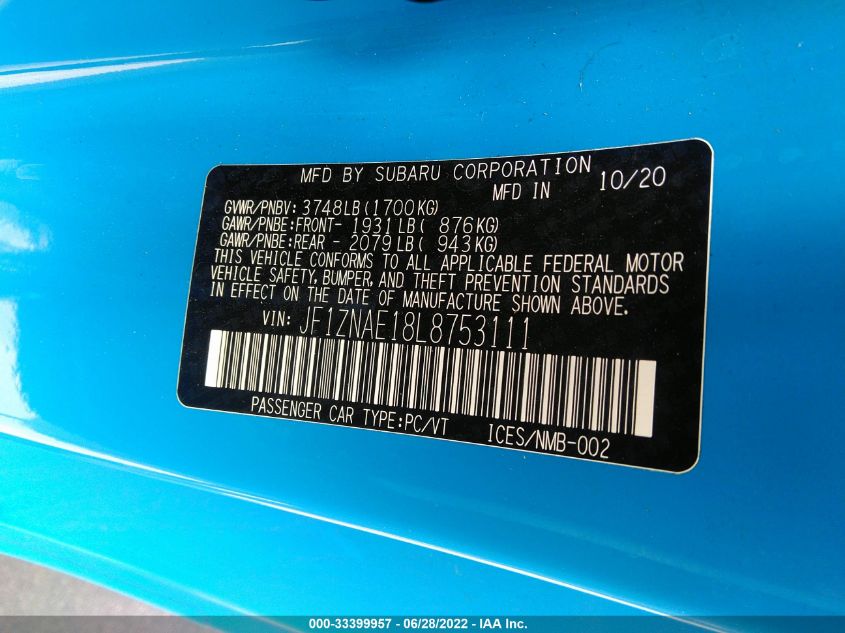 MFD BY SUBARU CORPORATION
MFD IN 10/20
GVWR/PNBV: 3748LB(1700KG)
GAWR/PNBE:FRONT- 1931LB( 876KG)
GAWR/PNBE:REAR - 2079LB( 943KG)
THIS VEHICLE CONFORMS TO ALL APPLICABLE FEDERAL MOTOR
VEHICLE SAFETY, BUMPER, AND THEFT PREVENTION STANDARDS
IN EFFECT ON THE DATE OF MANUFACTURE SHOWN ABOVE.
VIN: JF1ZNAE18L8753111
PASSENGER CAR TYPE:PC/VT ICES/NMB-002
000-33399957 - 06/28/2022 - IAA Inc.